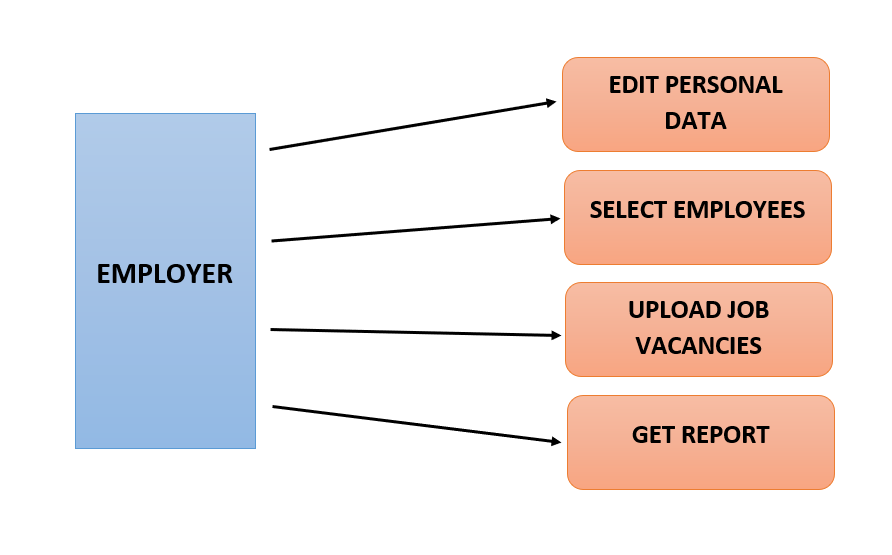 EDIT PERSONAL
DATA
SELECT EMPLOYEES
EMPLOYER
UPLOAD JOB
VACANCIES
GET REPORT